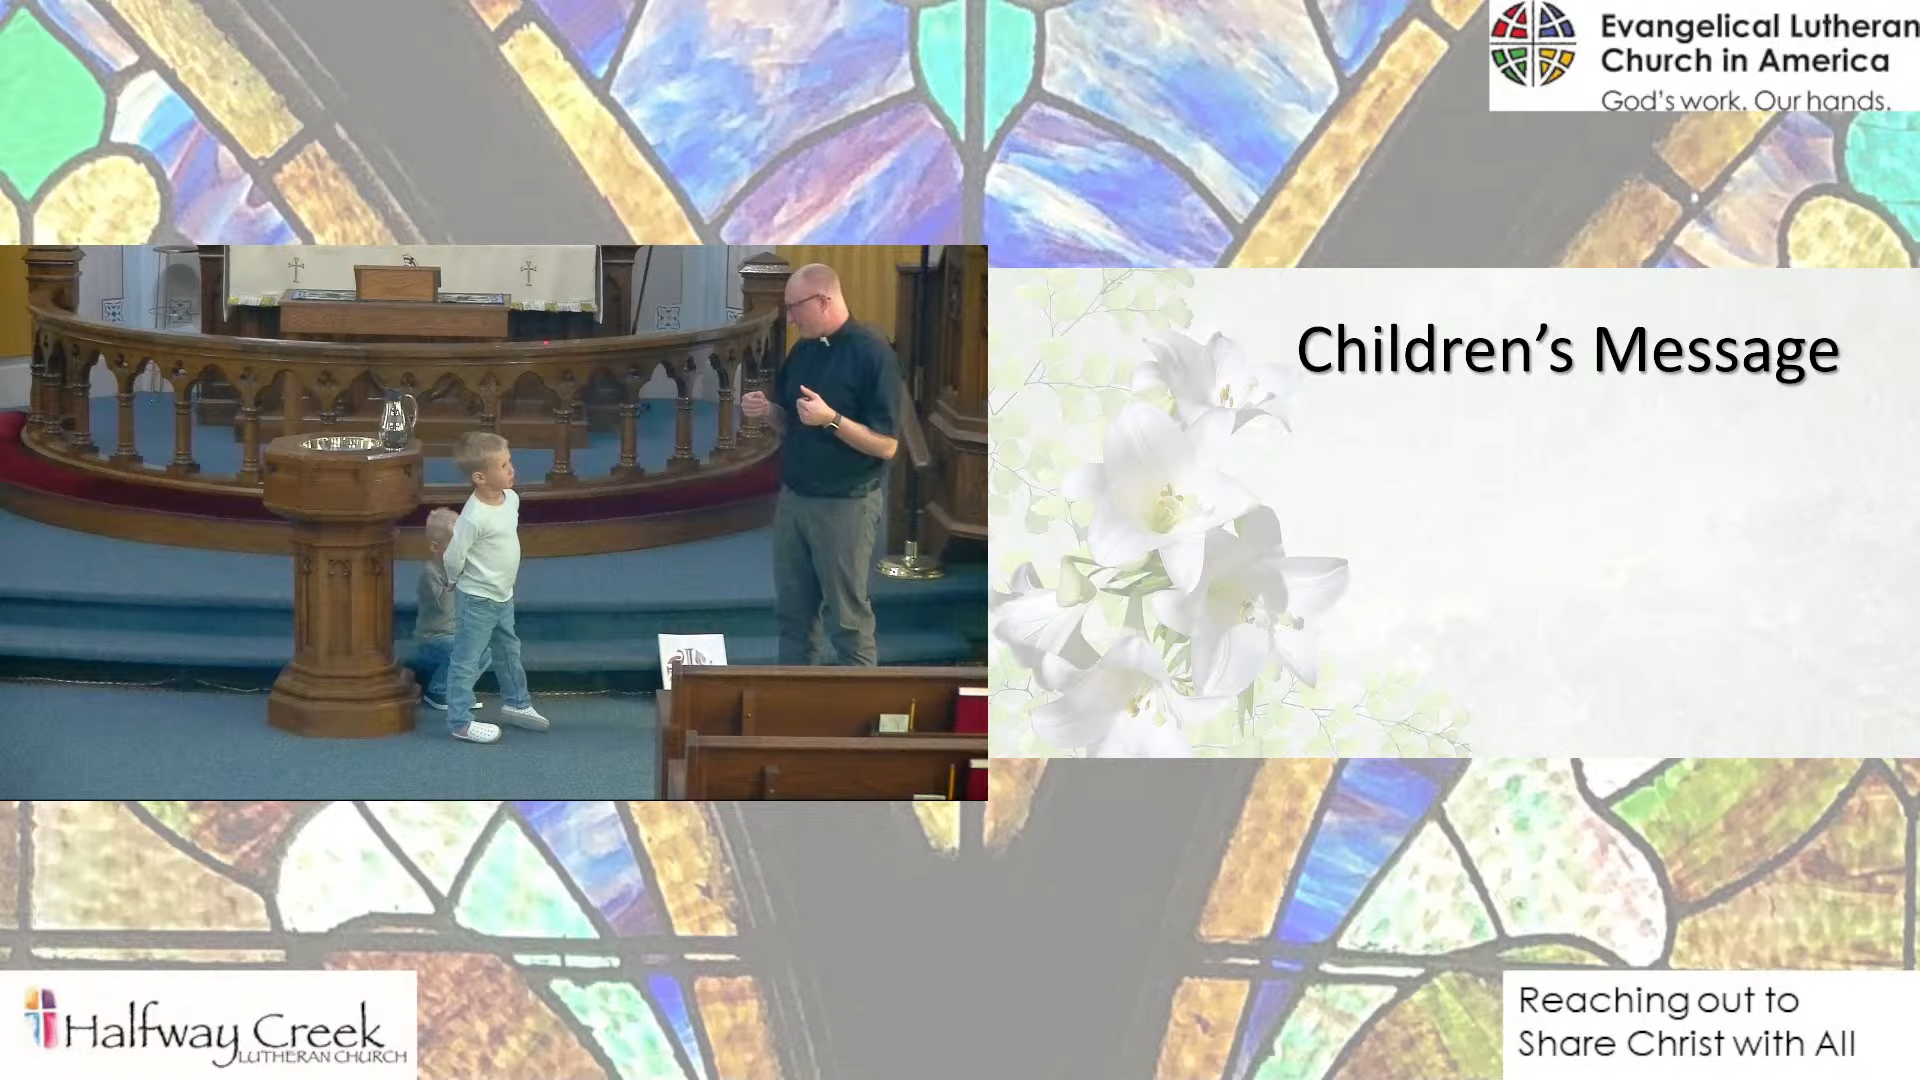 Evangelical Lutheran
Church in America
God's work. Our hands.
Children’s Message
Halfway Creek
LUTHERAN CHURCH
Reaching out to
Share Christ with All